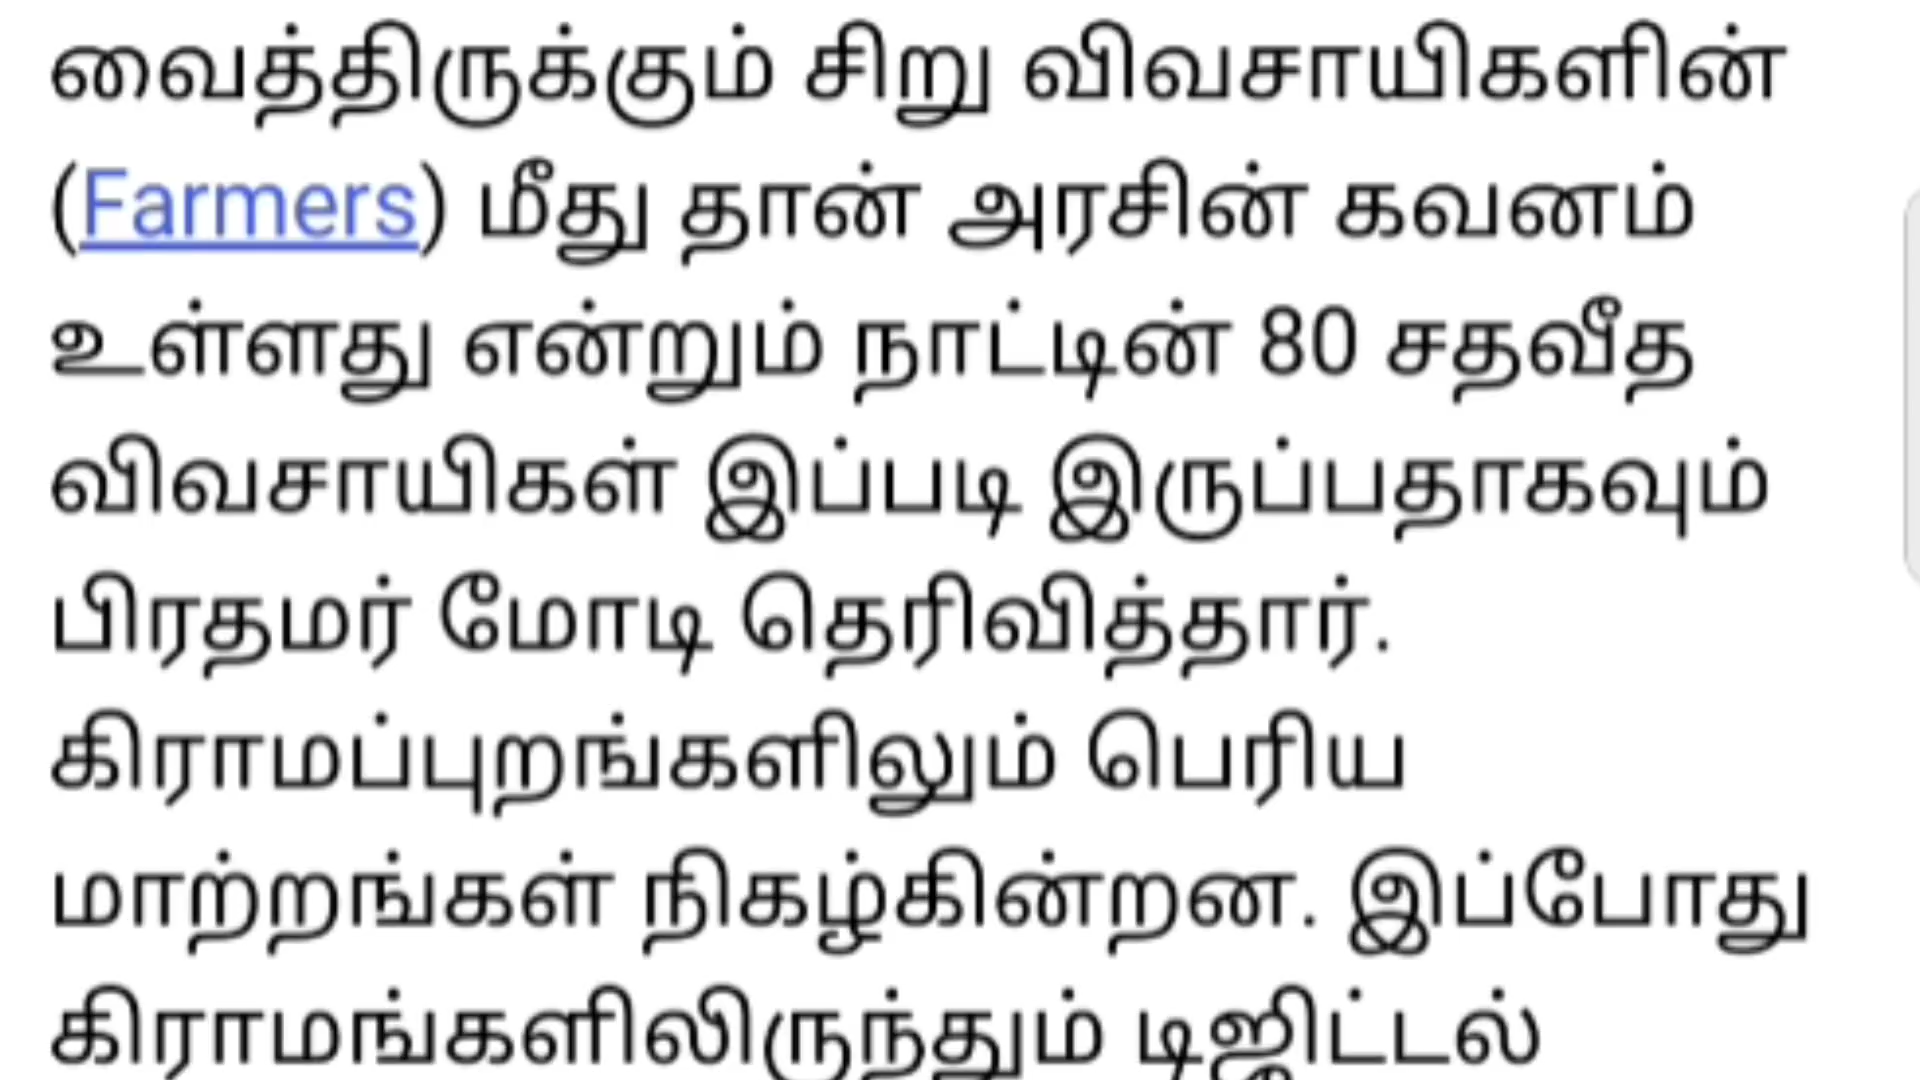 வைத்திருக்கும் சிறு விவசாயிகளின்
(Farmers) மீது தான் அரசின் கவனம்
உள்ளது என்றும் நாட்டின் 80 சதவீத
விவசாயிகள் இப்படி இருப்பதாகவும்
பிரதமர் மோடி தெரிவித்தார்.
கிராமப்புறங்களிலும் பெரிய
மாற்றங்கள் நிகழ்கின்றன. இப்போது
கிராமங்களிலிருந்தும் டிஜிட்டல்